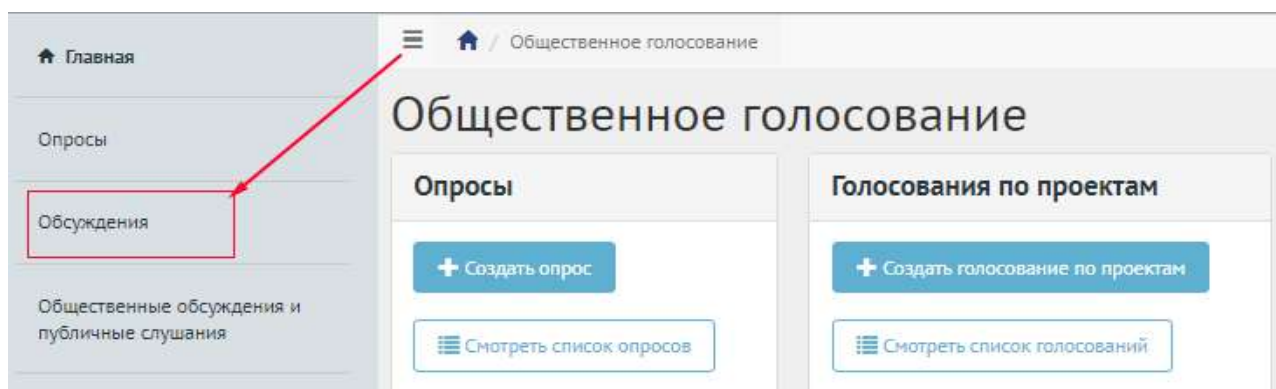 Главная
Опросы
Обсуждения
Общественные обсуждения и
публичные слушания
/ Общественное голосование
Общественное голосование
Опросы
Создать опрос
Смотреть список опросов
Голосования по проектам
Создать голосование по проектам
Смотреть список голосований